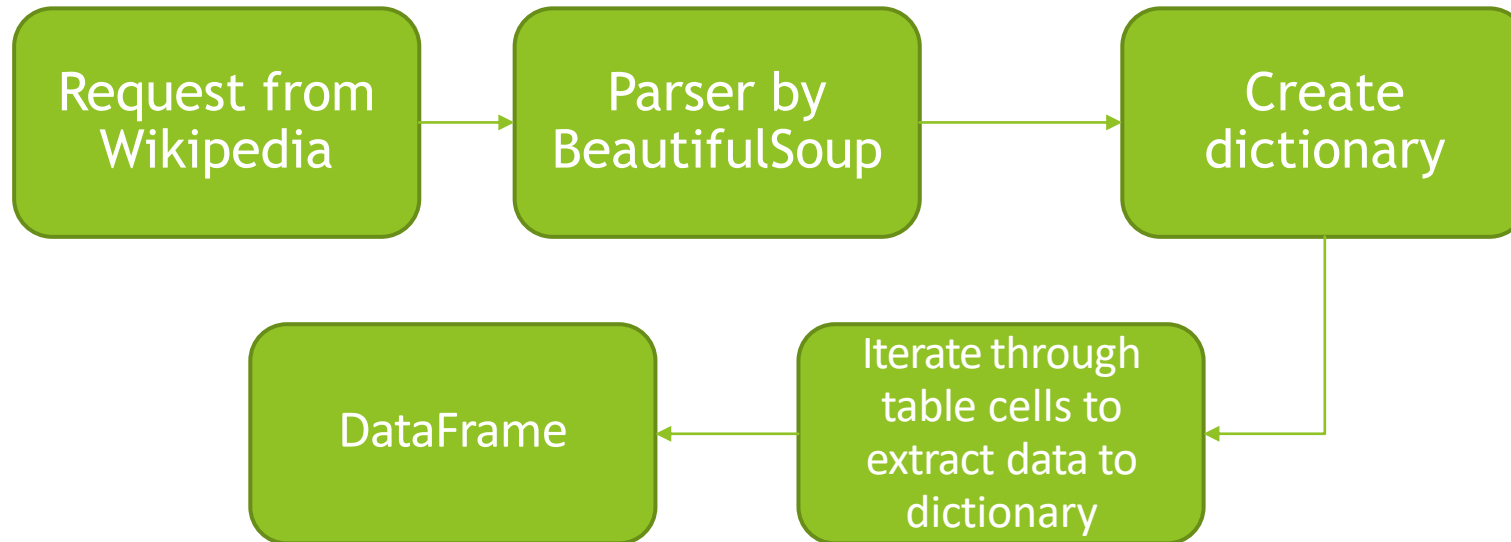 Request from
Wikipedia
Parser by
BeautifulSoup
Create
dictionary
Iterate through
table cells to
extract data to
dictionary
DataFrame